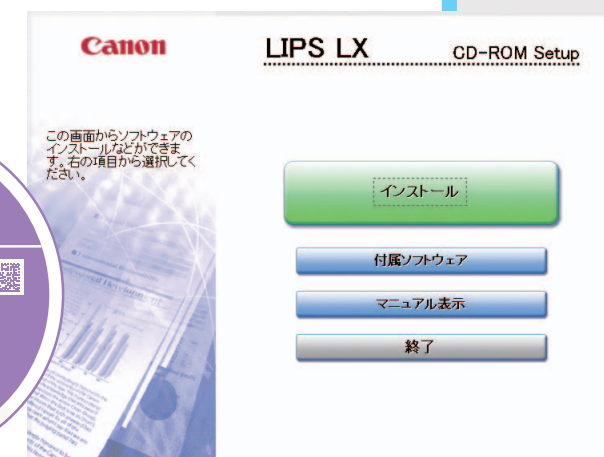 Canon
LIPS LX
CD-ROM Setup
この画面からソフトウェアの
インストールなどができま
す。右の項目から選択してく
ださい。
インストール
付属ソフトウェア
マニュアル表示
終了